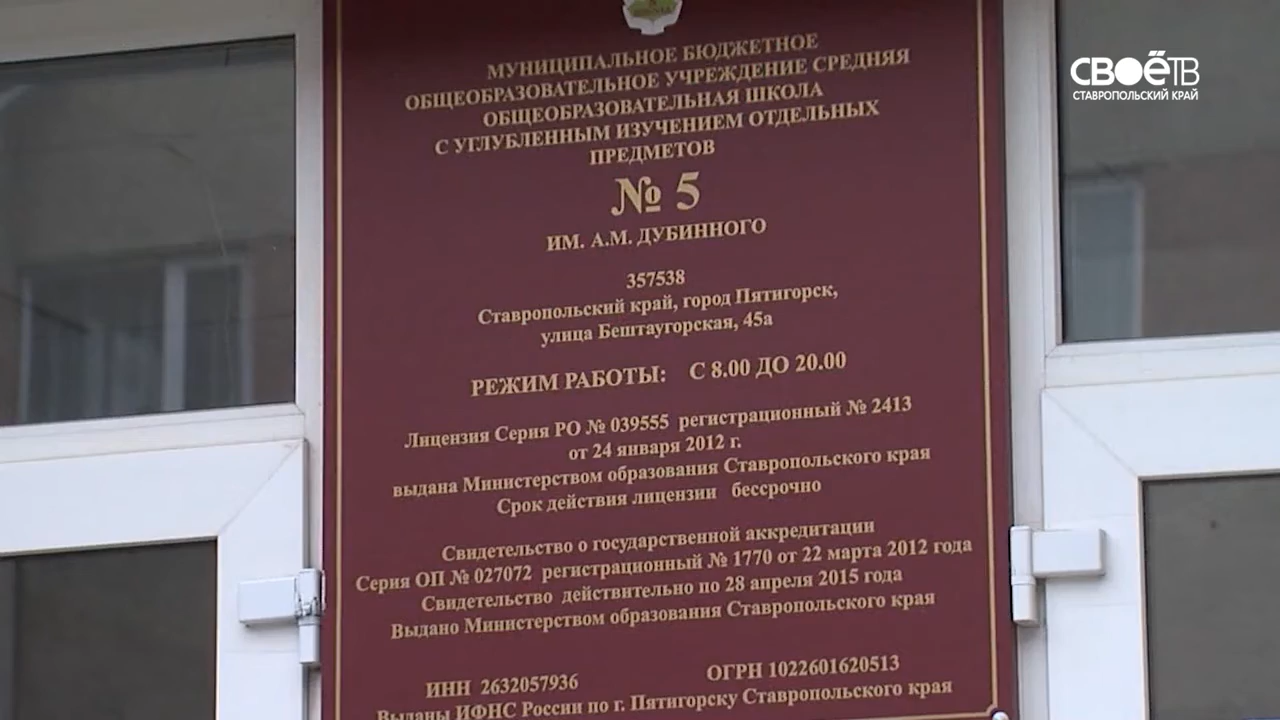 СВОЁТВ
СТАВРОПОЛЬСКИЙ КРАЙ
МУНИЦИПАЛЬНОЕ БЮДЖЕТНОЕ
ОБЩЕОБРАЗОВАТЕЛЬНОЕ УЧРЕЖДЕНИЕ СРЕДНЯЯ
ОБЩЕОБРАЗОВАТЕЛЬНАЯ ШКОЛА
С УГЛУБЛЕННЫМ ИЗУЧЕНИЕМ ОТДЕЛЬНЫХ
ПРЕДМЕТОВ
№ 5
ИМ. А.М. ДУБИННОГО
357538
Ставропольский край, город Пятигорск,
улица Бештаугорская, 45а
РЕЖИМ РАБОТЫ: С 8.00 ДО 20.00
Лицензия Серия РО № 039555 регистрационный № 2413
от 24 января 2012 г.
выдана Министерством образования Ставропольского края
Срок действия лицензии бессрочно
Свидетельство о государственной аккредитации
Серия ОП № 027072 регистрационный № 1770 от 22 марта 2012 года
Свидетельство действительно по 28 апреля 2015 года
Выдано Министерством образования Ставропольского края
ИНН 2632057936 ОГРН 1022601620513
Выданы ИФНС России по г. Пятигорску Ставропольского края